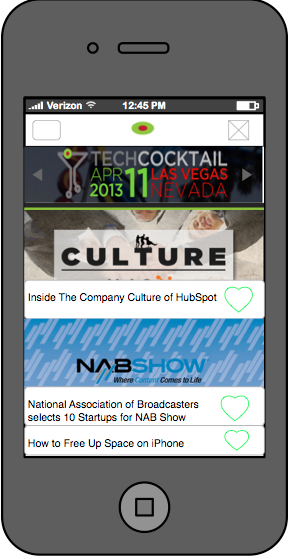 Verizon 12:45 PM
TECHCOCKTAIL
APR 11 LAS VEGAS
2013 NEVADA
CULTURE
Inside The Company Culture of HubSpot
NABSHOW
Where Content Comes to Life
National Association of Broadcasters
selects 10 Startups for NAB Show
How to Free Up Space on iPhone